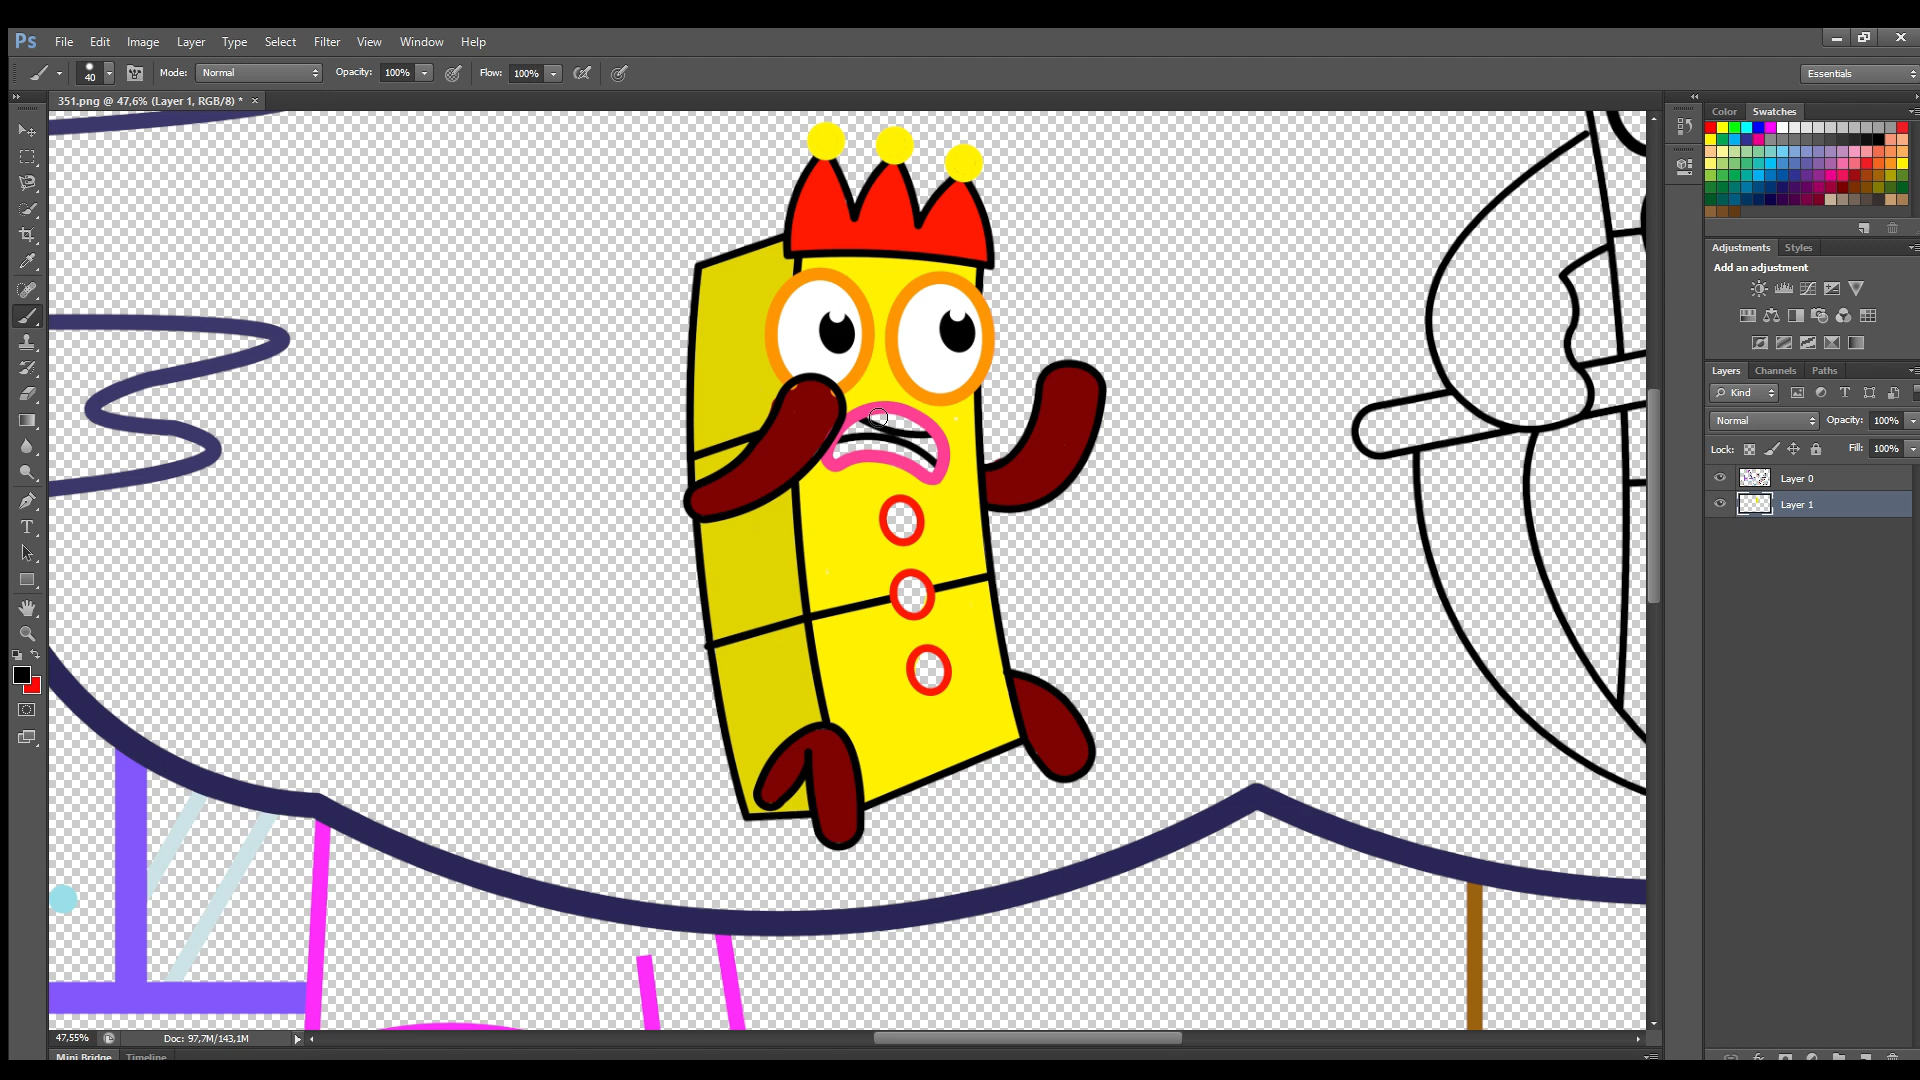 Ps File Edit Image Layer Type Select Filter View Window Help
40 Mode: Normal Opacity: 100% Flow: 100% Essentials
351.png @ 47,6% (Layer 1, RGB/8) * ×
Color Swatches
Adjustments Styles
Add an adjustment
Layers Channels Paths
Kind
Normal Opacity: 100%
Lock: Fill: 100%
Layer 0
Layer 1
47,55% Doc: 97,7M/143,1M
Mini Bridge Timeline